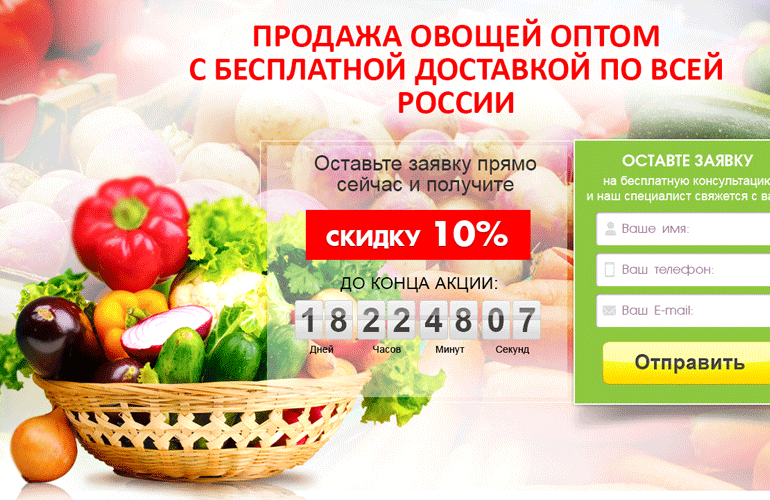 ПРОДАЖА ОВОЩЕЙ ОПТОМ
С БЕСПЛАТНОЙ ДОСТАВКОЙ ПО ВСЕЙ
РОССИИ
Оставьте заявку прямо
сейчас и получите
СКИДКУ 10%
ДО КОНЦА АКЦИИ:
18 22 48 07
Дней Часов Минут Секунд
ОСТАВТЕ ЗАЯВКУ
на бесплатную консультацию
и наш специалист свяжется с
Ваше имя:
Ваш телефон:
Ваш E-mail:
Отправить